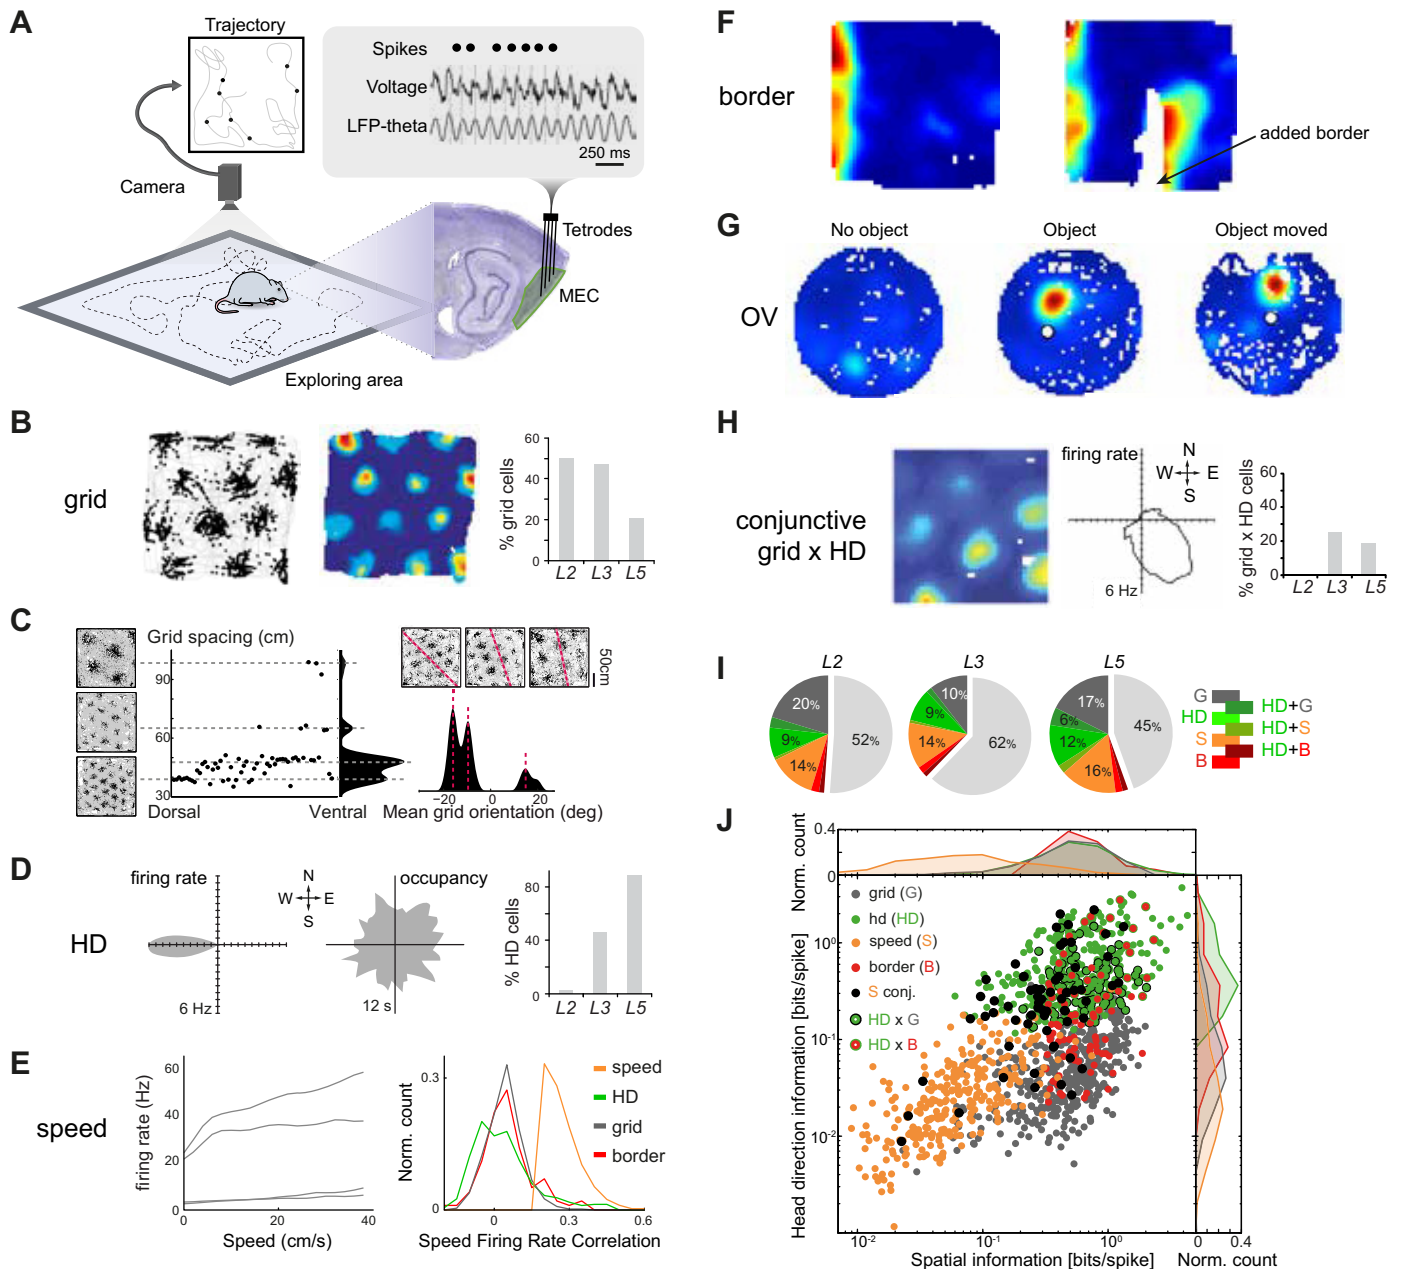 A
Trajectory
Spikes
Voltage
LFP-theta
250 ms
Camera
Tetrodes
MEC
Exploring area
B
grid
% grid cells
60
40
20
0
L2 L3 L5
C
Grid spacing (cm)
90
60
30
Dorsal
Ventral
50cm
−20 0 20
Mean grid orientation (deg)
D
HD
firing rate
N
W E
S
6 Hz
occupancy
12 s
% HD cells
80
40
0
L2 L3 L5
E
speed
firing rate (Hz)
60
40
20
0
0 20 40
Speed (cm/s)
Norm. count
0.3
0
0 0.3 0.6
Speed Firing Rate Correlation
speed
HD
grid
border
F
border
added border
G
OV
No object
Object
Object moved
H
conjunctive
grid x HD
firing rate
N
W E
S
6 Hz
% grid x HD cells
60
40
20
0
L2 L3 L5
I
L2
20%
9%
14%
52%
L3
10%
9%
14%
62%
L5
17%
6%
12%
16%
45%
G
HD
S
B
HD+G
HD+S
HD+B
J
Norm. count
0.4
0
grid (G)
hd (HD)
speed (S)
border (B)
S conj.
HD x G
HD x B
Head direction information [bits/spike]
10⁰
10⁻¹
10⁻²
10⁻² 10⁻¹ 10⁰
Spatial information [bits/spike]
0 0.4
Norm. count